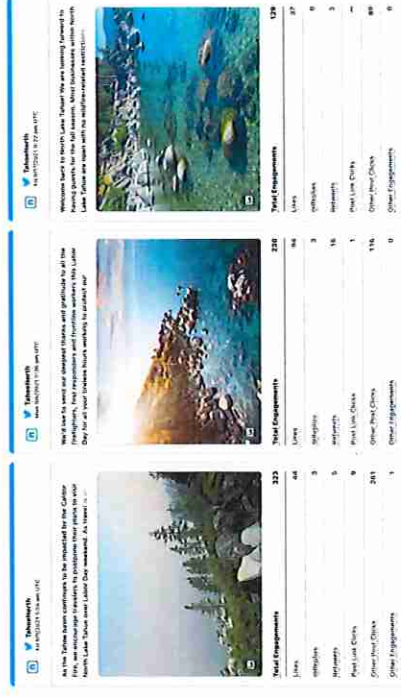 TahoeNorth
As the Tahoe basin continues to be impacted by the Caldor
Fire, we encourage travelers to postpone their plans to visit
North Lake Tahoe over Labor Day weekend. As travel is
Total Engagements 323
Likes 64
@Replies 3
Retweets 5
Post Link Clicks 9
Other Post Clicks 241
Other Engagements 1
TahoeNorth
We'd like to send our deepest thanks and gratitude to all the
firefighters, first responders and frontline workers this Labor
Day for all your tireless hours working to protect our
Total Engagements 230
Likes 94
@Replies 3
Retweets 16
Post Link Clicks 1
Other Post Clicks 116
Other Engagements 0
TahoeNorth
Welcome back to North Lake Tahoe! We are looking forward to
having guests for the fall season. Most businesses within North
Lake Tahoe are open with no wildfire-related restrictions
Total Engagements 129
Likes 37
@Replies 0
Retweets 3
Post Link Clicks
Other Post Clicks 89
Other Engagements 0